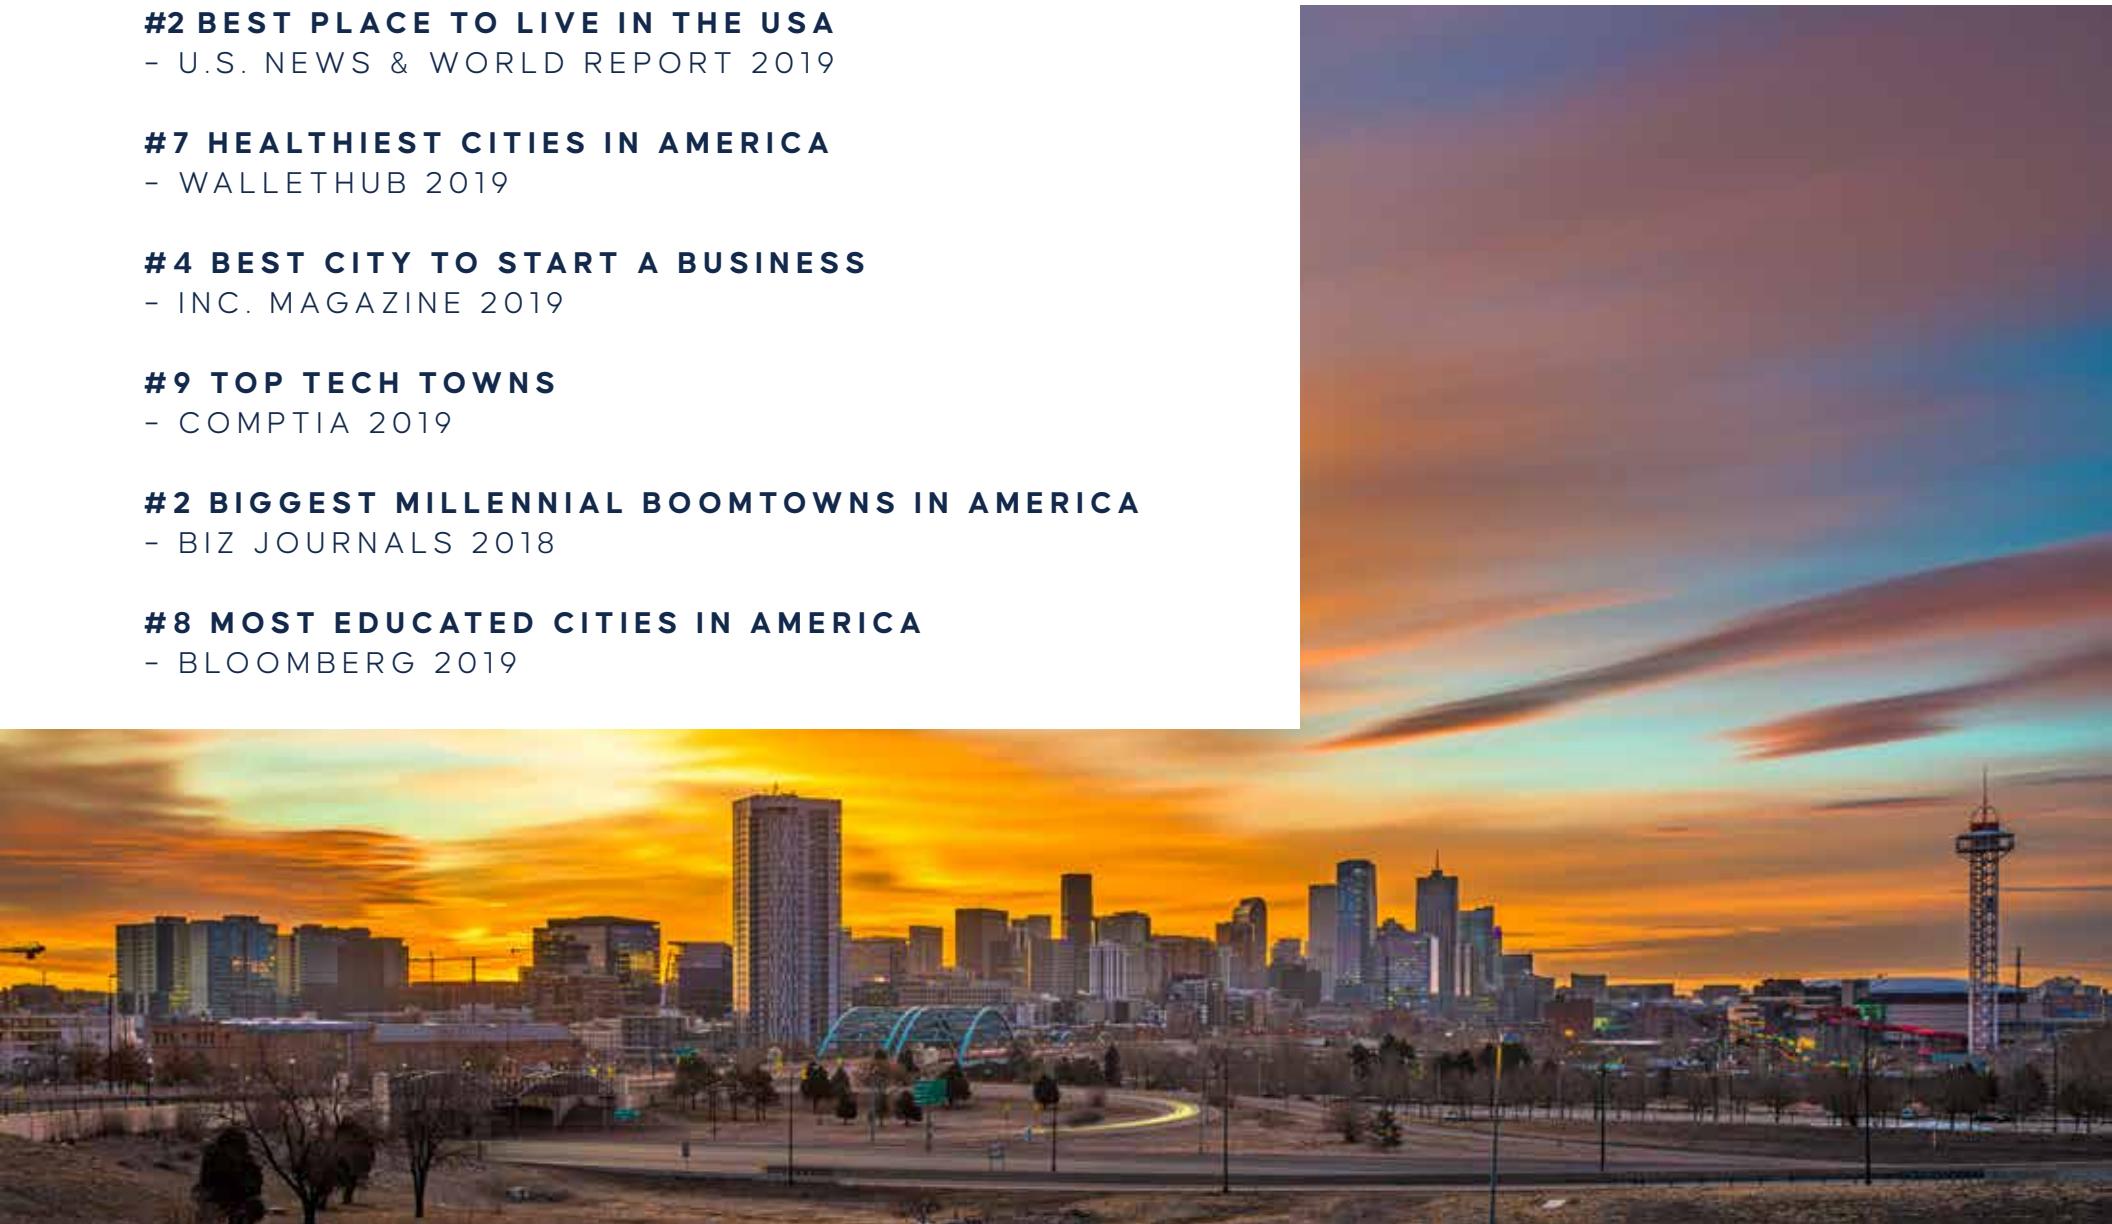 #2 BEST PLACE TO LIVE IN THE USA
– U.S. NEWS & WORLD REPORT 2019
#7 HEALTHIEST CITIES IN AMERICA
– WALLETHUB 2019
#4 BEST CITY TO START A BUSINESS
– INC. MAGAZINE 2019
#9 TOP TECH TOWNS
– COMPTIA 2019
#2 BIGGEST MILLENNIAL BOOMTOWNS IN AMERICA
– BIZ JOURNALS 2018
#8 MOST EDUCATED CITIES IN AMERICA
– BLOOMBERG 2019